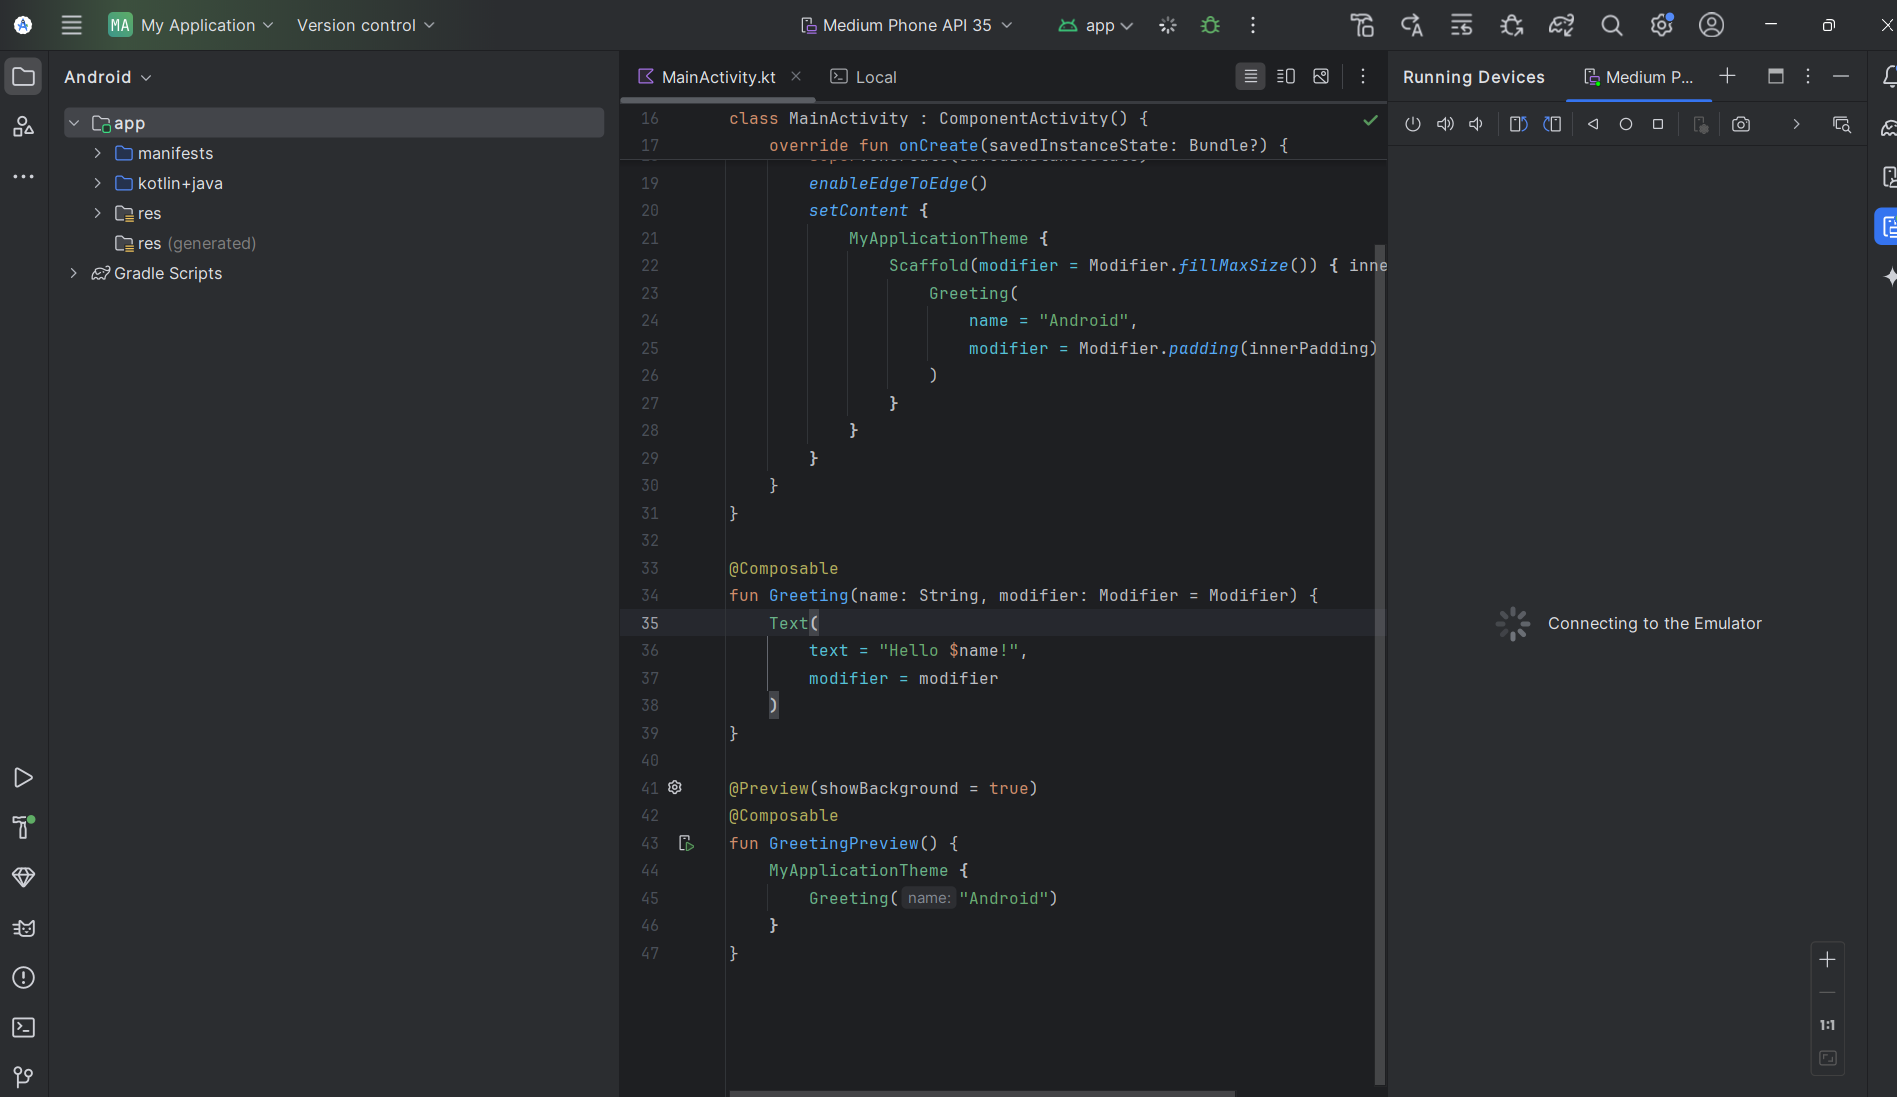 MA My Application Version control Medium Phone API 35 app
Android
app
manifests
kotlin+java
res
res (generated)
Gradle Scripts
MainActivity.kt Local
16 class MainActivity : ComponentActivity() {
17 override fun onCreate(savedInstanceState: Bundle?) {
19 enableEdgeToEdge()
20 setContent {
21 MyApplicationTheme {
22 Scaffold(modifier = Modifier.fillMaxSize()) { inne
23 Greeting(
24 name = "Android",
25 modifier = Modifier.padding(innerPadding)
26 )
27 }
28 }
29 }
30 }
31 }
32
33 @Composable
34 fun Greeting(name: String, modifier: Modifier = Modifier) {
35 Text(
36 text = "Hello $name!",
37 modifier = modifier
38 )
39 }
40
41 @Preview(showBackground = true)
42 @Composable
43 fun GreetingPreview() {
44 MyApplicationTheme {
45 Greeting( name: "Android")
46 }
47 }
Running Devices Medium P...
Connecting to the Emulator
1:1